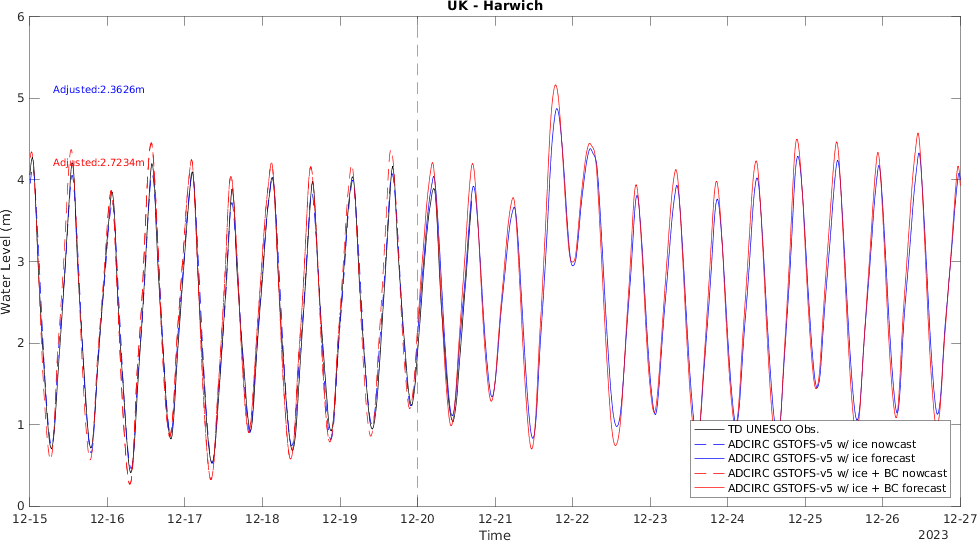 UK - Harwich
6
5
4
3
2
1
0
Water Level (m)
Adjusted:2.3626m
Adjusted:2.7234m
TD UNESCO Obs.
ADCIRC GSTOFS-v5 w/ ice nowcast
ADCIRC GSTOFS-v5 w/ ice forecast
ADCIRC GSTOFS-v5 w/ ice + BC nowcast
ADCIRC GSTOFS-v5 w/ ice + BC forecast
12-15 12-16 12-17 12-18 12-19 12-20 12-21 12-22 12-23 12-24 12-25 12-26 12-27
Time
2023